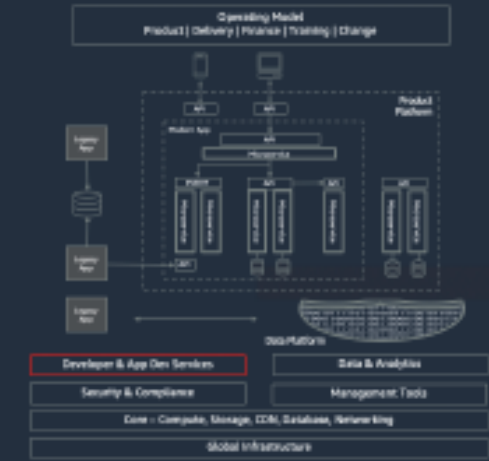 Operating Model
Product | Delivery | Finance | Training | Change
API
API
Product
Platform
Modern App
API
Microservice
Legacy
App
EVENT
API
API
API
Legacy
App
API
Legacy
App
Data Platform
Developer & App Dev Services
Data & Analytics
Security & Compliance
Management Tools
Core – Compute, Storage, CDN, Database, Networking
Global Infrastructure